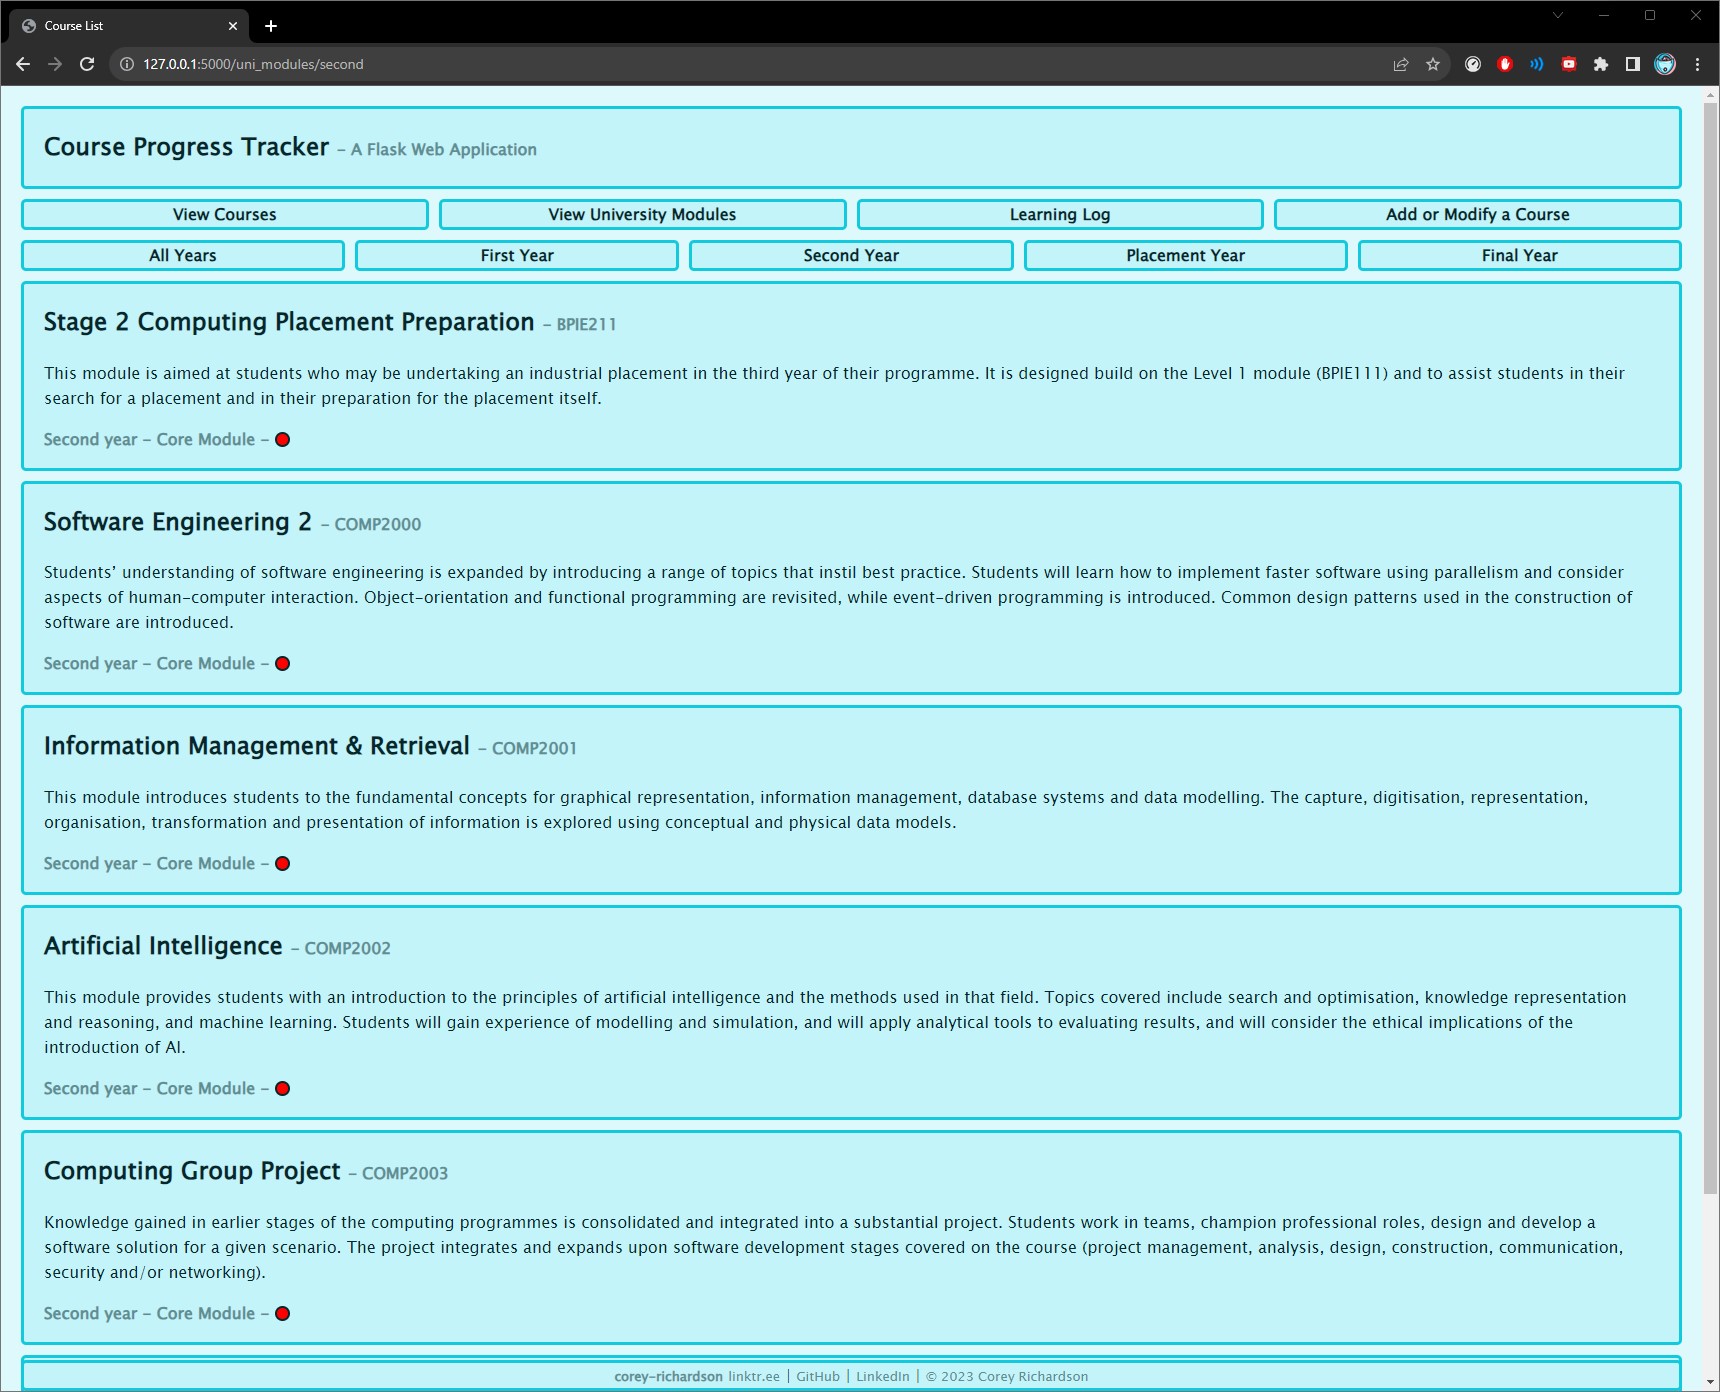 Course List
127.0.0.1:5000/uni_modules/second
Course Progress Tracker - A Flask Web Application
View Courses
View University Modules
Learning Log
Add or Modify a Course
All Years
First Year
Second Year
Placement Year
Final Year
Stage 2 Computing Placement Preparation - BPIE211
This module is aimed at students who may be undertaking an industrial placement in the third year of their programme. It is designed build on the Level 1 module (BPIE111) and to assist students in their
search for a placement and in their preparation for the placement itself.
Second year - Core Module -
Software Engineering 2 - COMP2000
Students’ understanding of software engineering is expanded by introducing a range of topics that instil best practice. Students will learn how to implement faster software using parallelism and consider
aspects of human-computer interaction. Object-orientation and functional programming are revisited, while event-driven programming is introduced. Common design patterns used in the construction of
software are introduced.
Second year - Core Module -
Information Management & Retrieval - COMP2001
This module introduces students to the fundamental concepts for graphical representation, information management, database systems and data modelling. The capture, digitisation, representation,
organisation, transformation and presentation of information is explored using conceptual and physical data models.
Second year - Core Module -
Artificial Intelligence - COMP2002
This module provides students with an introduction to the principles of artificial intelligence and the methods used in that field. Topics covered include search and optimisation, knowledge representation
and reasoning, and machine learning. Students will gain experience of modelling and simulation, and will apply analytical tools to evaluating results, and will consider the ethical implications of the
introduction of AI.
Second year - Core Module -
Computing Group Project - COMP2003
Knowledge gained in earlier stages of the computing programmes is consolidated and integrated into a substantial project. Students work in teams, champion professional roles, design and develop a
software solution for a given scenario. The project integrates and expands upon software development stages covered on the course (project management, analysis, design, construction, communication,
security and/or networking).
Second year - Core Module -
corey-richardson linktr.ee | GitHub | LinkedIn | © 2023 Corey Richardson